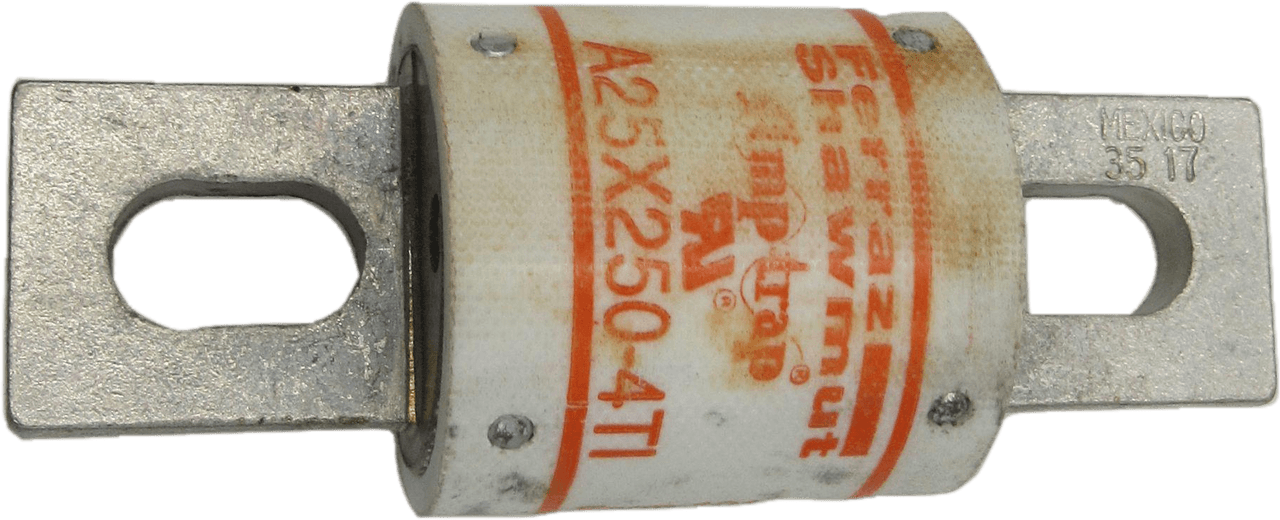 Ferraz
Shawmut
amp-trap®
A25X250-4TI
MEXICO
35 17